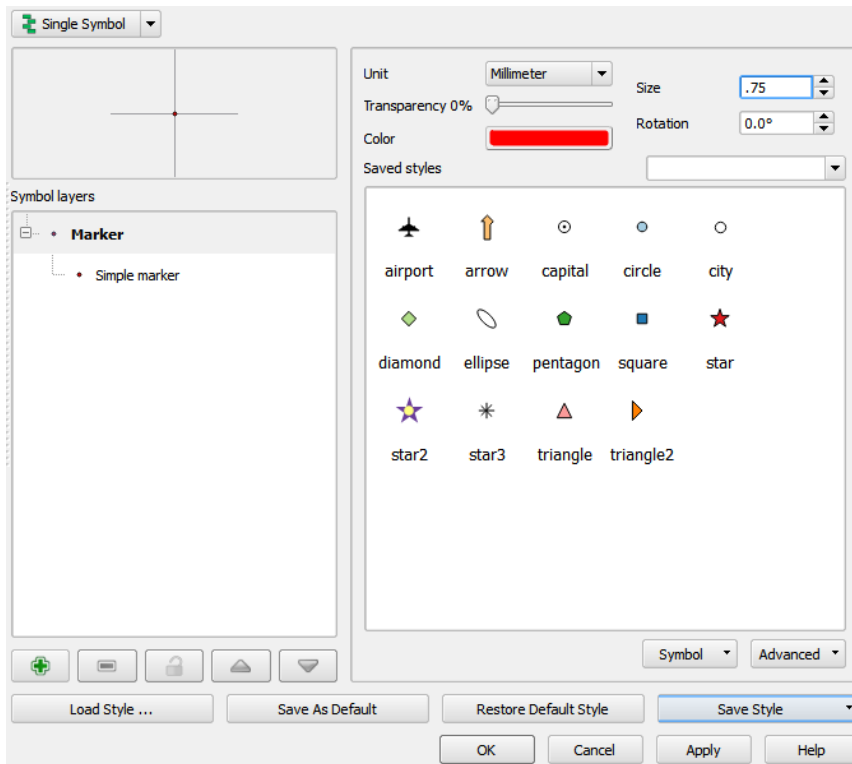 Single Symbol
Unit
Millimeter
Size
.75
Transparency 0%
Rotation
0.0°
Color
Saved styles
Symbol layers
Marker
Simple marker
airport arrow capital circle city
diamond ellipse pentagon square star
star2 star3 triangle triangle2
Symbol
Advanced
Load Style ...
Save As Default
Restore Default Style
Save Style
OK
Cancel
Apply
Help